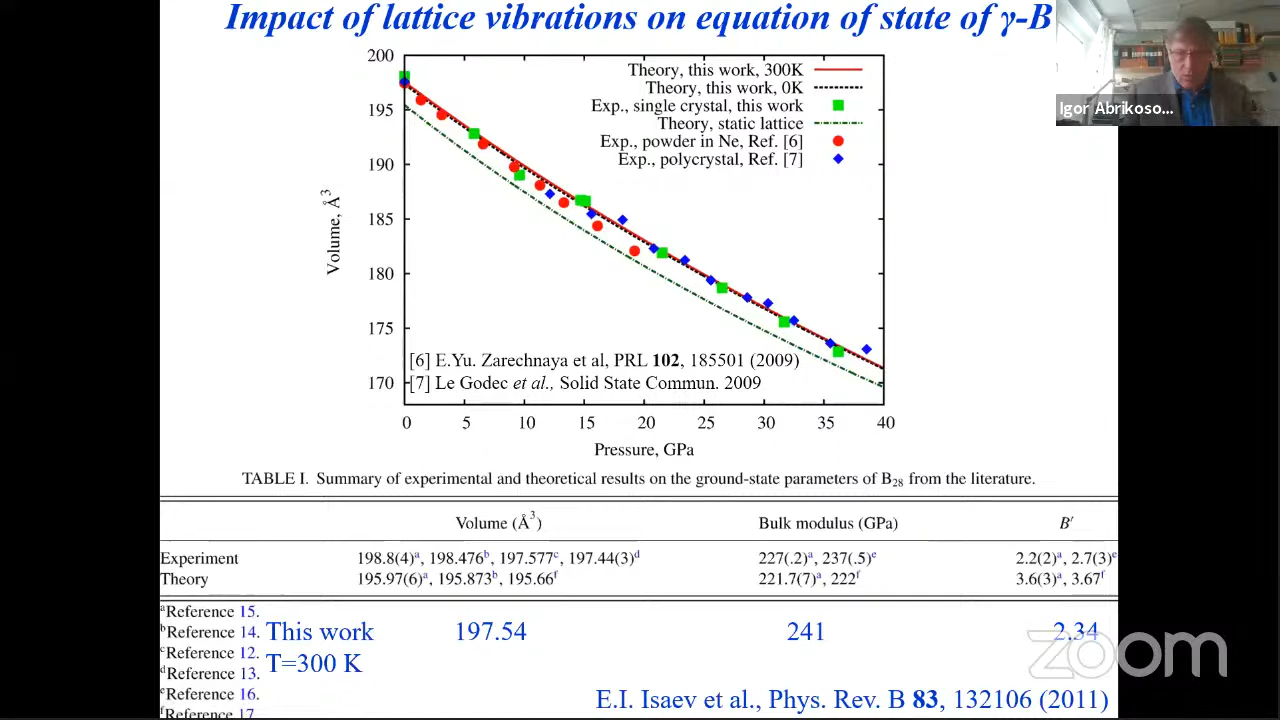 Impact of lattice vibrations on equation of state of γ-B
Igor Abrikoso...
Theory, this work, 300K
Theory, this work, 0K
Exp., single crystal, this work
Theory, static lattice
Exp., powder in Ne, Ref. [6]
Exp., polycrystal, Ref. [7]
200
195
190
185
180
175
170
Volume, Å³
[6] E.Yu. Zarechnaya et al, PRL 102, 185501 (2009)
[7] Le Godec et al., Solid State Commun. 2009
0 5 10 15 20 25 30 35 40
Pressure, GPa
TABLE I. Summary of experimental and theoretical results on the ground-state parameters of B₂₈ from the literature.
Volume (Å³) Bulk modulus (GPa) B′
Experiment 198.8(4)ᵃ, 198.476ᵇ, 197.577ᶜ, 197.44(3)ᵈ 227(.2)ᵃ, 237(.5)ᵉ 2.2(2)ᵃ, 2.7(3)ᵉ
Theory 195.97(6)ᵃ, 195.873ᵇ, 195.66ᶠ 221.7(7)ᵃ, 222ᶠ 3.6(3)ᵃ, 3.67ᶠ
ᵃReference 15.
ᵇReference 14.
ᶜReference 12.
ᵈReference 13.
ᵉReference 16.
ᶠReference 17
This work 197.54 241 2.34
T=300 K
zoom
E.I. Isaev et al., Phys. Rev. B 83, 132106 (2011)